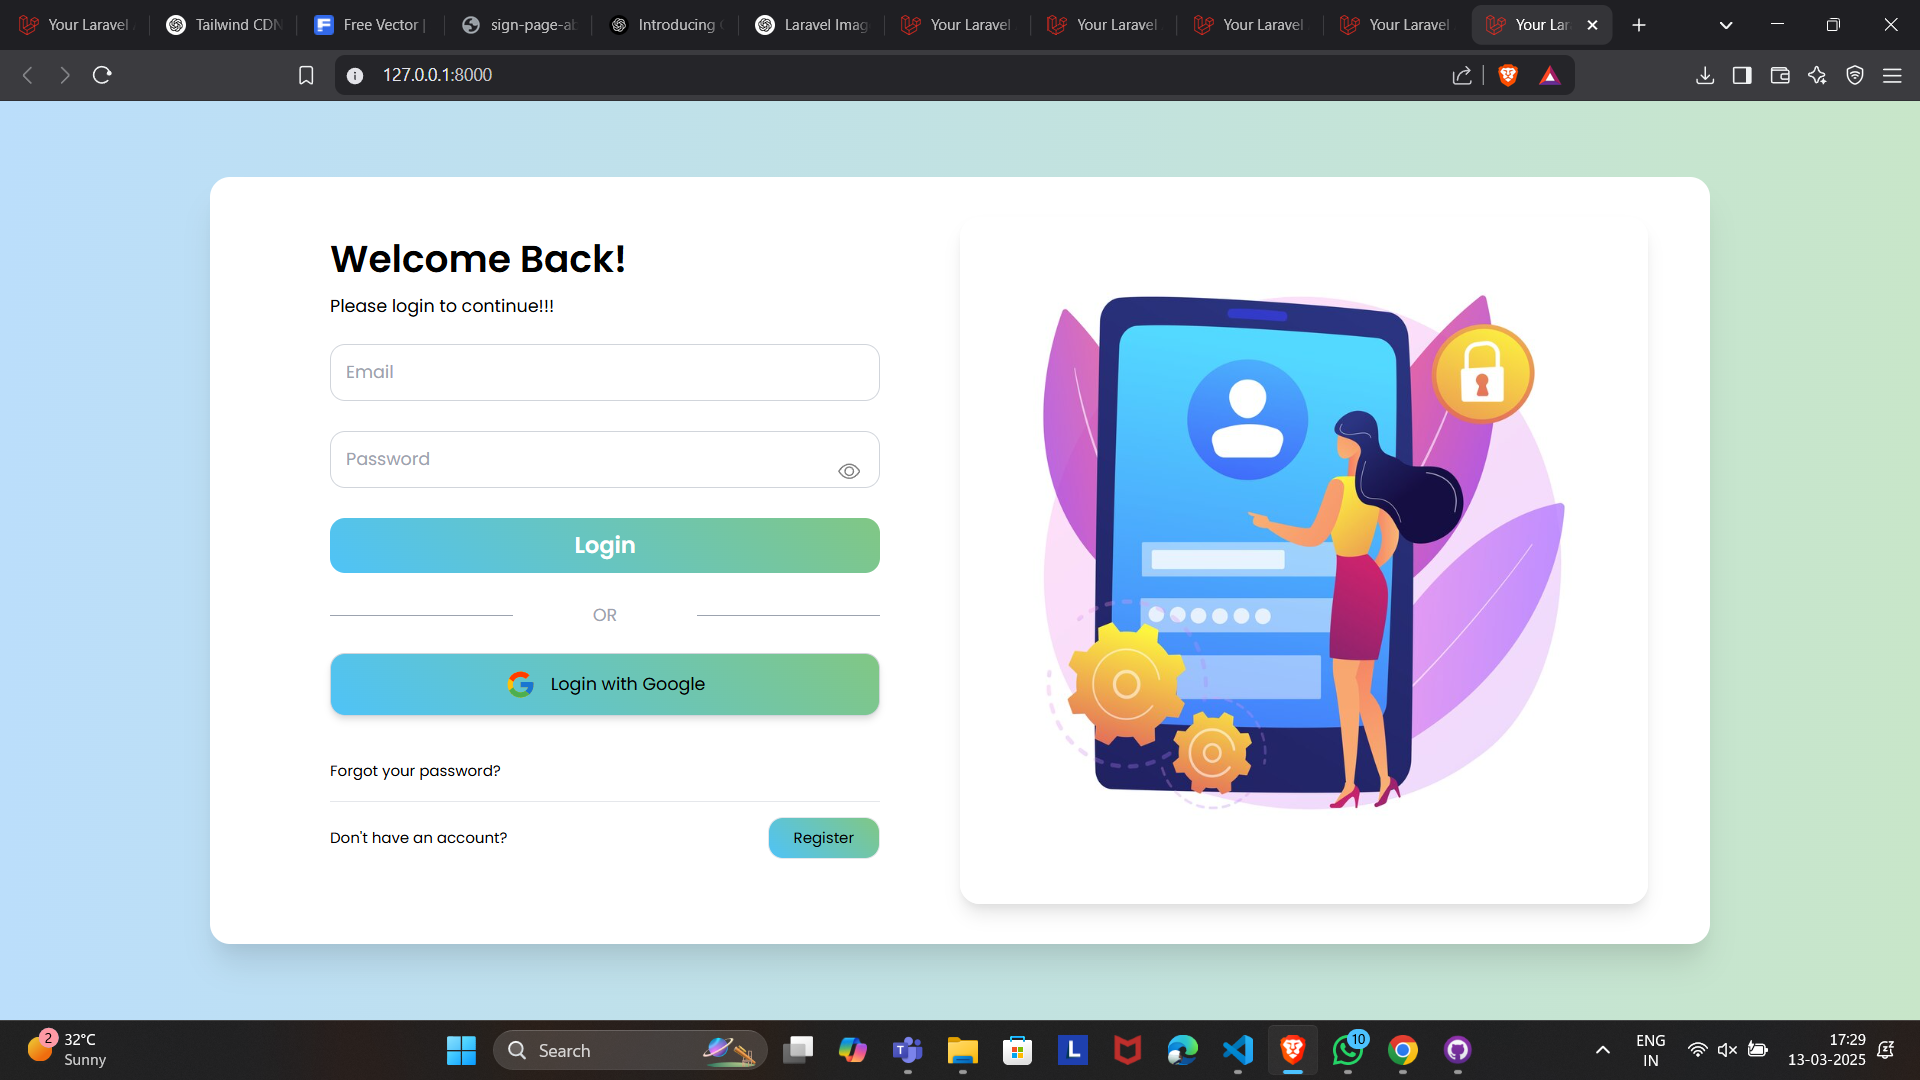 Your Laravel
Tailwind CDN
Free Vector |
sign-page-ab
Introducing
Laravel Imag
Your Laravel
Your Laravel
Your Laravel
Your Laravel
Your Lar
127.0.0.1:8000
Welcome Back!
Please login to continue!!!
Email
Password
Login
OR
Login with Google
Forgot your password?
Don't have an account?
Register
2
32°C
Sunny
Search
T
L
10
ENG
IN
17:29
13-03-2025